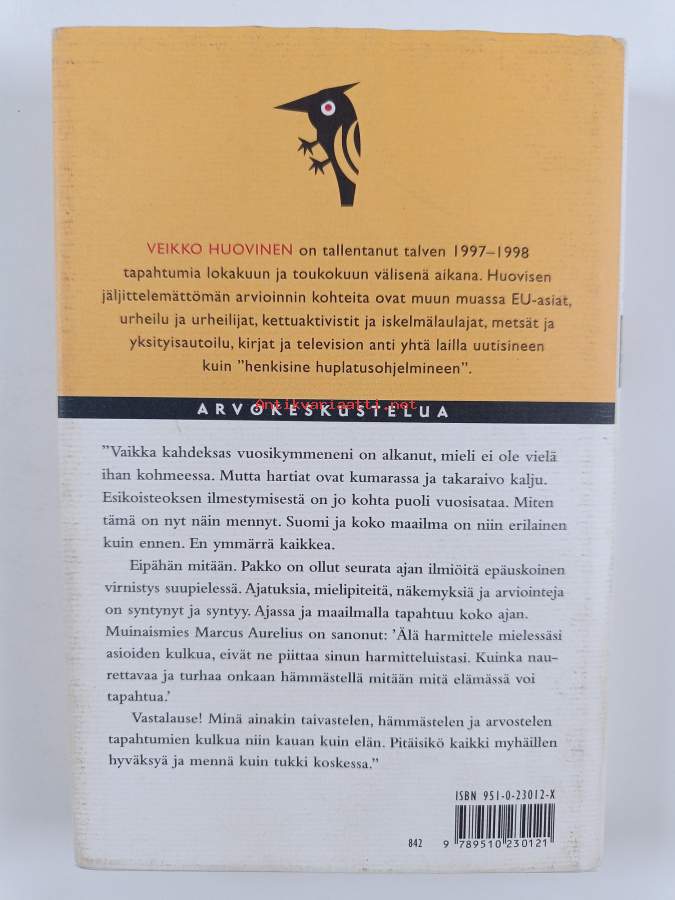 VEIKKO HUOVINEN on tallentanut talven 1997–1998
tapahtumia lokakuun ja toukokuun välisenä aikana. Huovisen
jäljittelemättömän arvioinnin kohteita ovat muun muassa EU-asiat,
urheilu ja urheilijat, kettuaktivistit ja iskelmälaulajat, metsät ja
yksityisautoilu, kirjat ja television anti yhtä lailla uutisineen
kuin ”henkisine huplatusohjelmineen”.
Antikvariaatti.net
ARVOKESKUSTELUA
”Vaikka kahdeksas vuosikymmeneni on alkanut, mieli ei ole vielä
ihan kohmeessa. Mutta hartiat ovat kumarassa ja takaraivo kalju.
Esikoisteoksen ilmestymisestä on jo kohta puoli vuosisataa. Miten
tämä on nyt näin mennyt. Suomi ja koko maailma on niin erilainen
kuin ennen. En ymmärrä kaikkea.
Eipähän mitään. Pakko on ollut seurata ajan ilmiöitä epäuskoinen
virnistys suupielessä. Ajatuksia, mielipiteitä, näkemyksiä ja arviointeja
on syntynyt ja syntyy. Ajassa ja maailmalla tapahtuu koko ajan.
Muinaismies Marcus Aurelius on sanonut: ’Älä harmittele mielessäsi
asioiden kulkua, eivät ne piittaa sinun harmitteluistasi. Kuinka nau-
rettavaa ja turhaa onkaan hämmästellä mitään mitä elämässä voi
tapahtua.’
Vastalause! Minä ainakin taivastelen, hämmästelen ja arvostelen
tapahtumien kulkua niin kauan kuin elän. Pitäisikö kaikki myhäillen
hyväksyä ja mennä kuin tukki koskessa.”
ISBN 951-0-23012-X
842 9 789510 230121